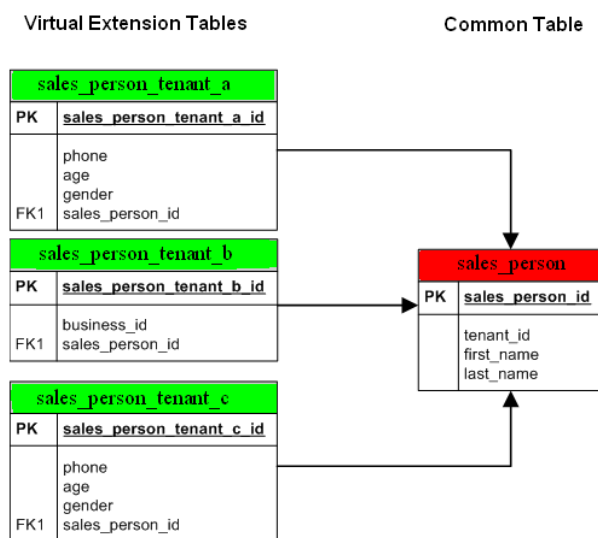 Virtual Extension Tables
Common Table
sales_person_tenant_a
PK sales_person_tenant_a_id
phone
age
gender
FK1 sales_person_id
sales_person_tenant_b
PK sales_person_tenant_b_id
business_id
FK1 sales_person_id
sales_person_tenant_c
PK sales_person_tenant_c_id
phone
age
gender
FK1 sales_person_id
sales_person
PK sales_person_id
tenant_id
first_name
last_name